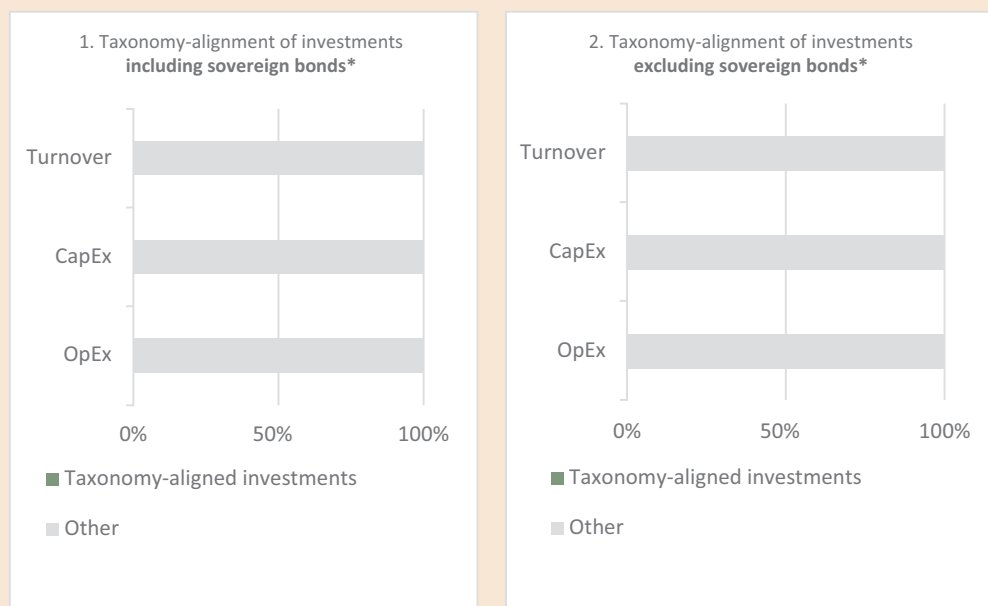 1. Taxonomy-alignment of investments
including sovereign bonds*
Turnover
CapEx
OpEx
0% 50% 100%
Taxonomy-aligned investments
Other
2. Taxonomy-alignment of investments
excluding sovereign bonds*
Turnover
CapEx
OpEx
0% 50% 100%
Taxonomy-aligned investments
Other